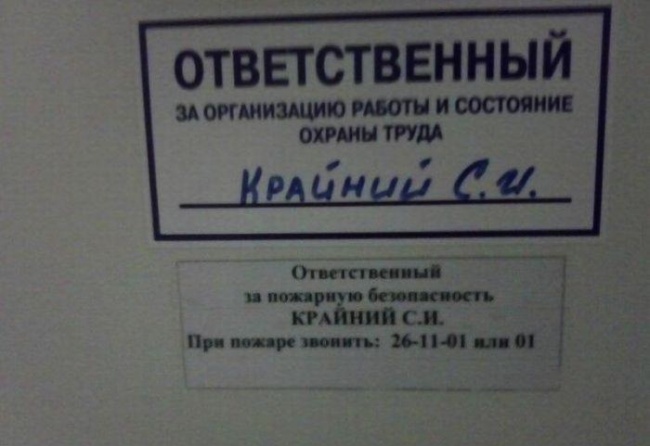 ОТВЕТСТВЕННЫЙ
ЗА ОРГАНИЗАЦИЮ РАБОТЫ И СОСТОЯНИЕ
ОХРАНЫ ТРУДА
КРАЙНИЙ С.И.
Ответственный
за пожарную безопасность
КРАЙНИЙ С.И.
При пожаре звонить: 26-11-01 или 01